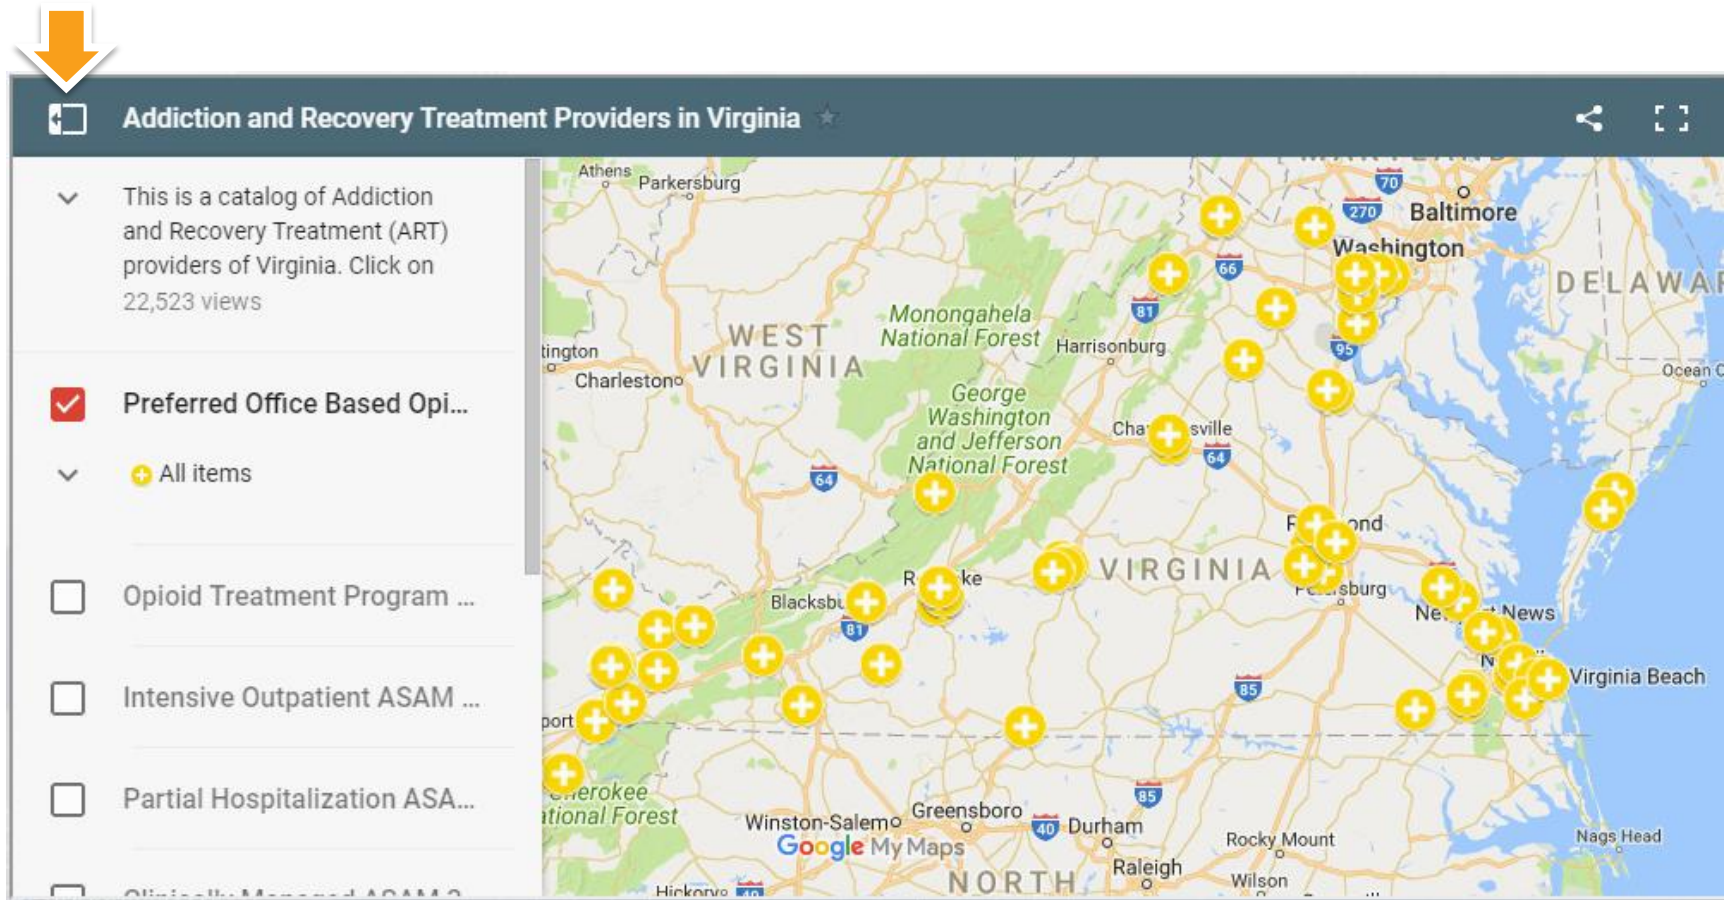 Addiction and Recovery Treatment Providers in Virginia
This is a catalog of Addiction
and Recovery Treatment (ART)
providers of Virginia. Click on
22,523 views
Preferred Office Based Opi...
All items
Opioid Treatment Program ...
Intensive Outpatient ASAM ...
Partial Hospitalization ASA...
Athens
Parkersburg
70
270
Baltimore
Washington
66
DELAWAR
81
Monongahela
National Forest
WEST
VIRGINIA
Harrisonburg
95
tington
Charleston
Ocean C
George
Washington
and Jefferson
National Forest
sville
64
64
VIRGINIA
Blacksbu
81
News
Virginia Beach
85
port
85
tional Forest
Winston-Salem
Greensboro
40
Durham
Google My Maps
Rocky Mount
Nags Head
Raleigh
NORTH
Wilson
Hickory